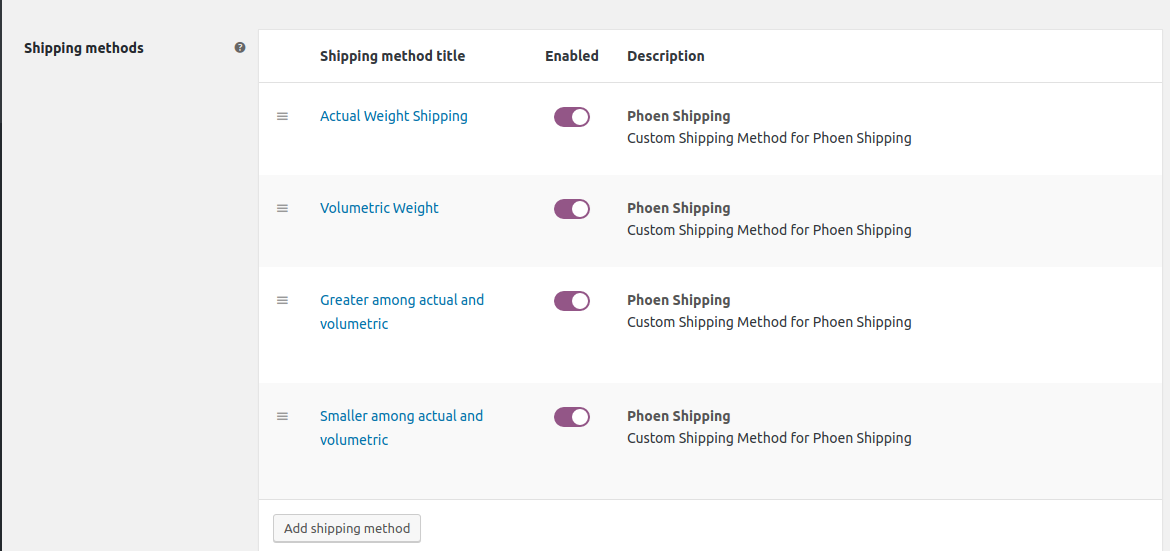 Shipping methods
Shipping method title Enabled Description
Actual Weight Shipping Phoen Shipping
Custom Shipping Method for Phoen Shipping
Volumetric Weight Phoen Shipping
Custom Shipping Method for Phoen Shipping
Greater among actual and Phoen Shipping
volumetric Custom Shipping Method for Phoen Shipping
Smaller among actual and Phoen Shipping
volumetric Custom Shipping Method for Phoen Shipping
Add shipping method